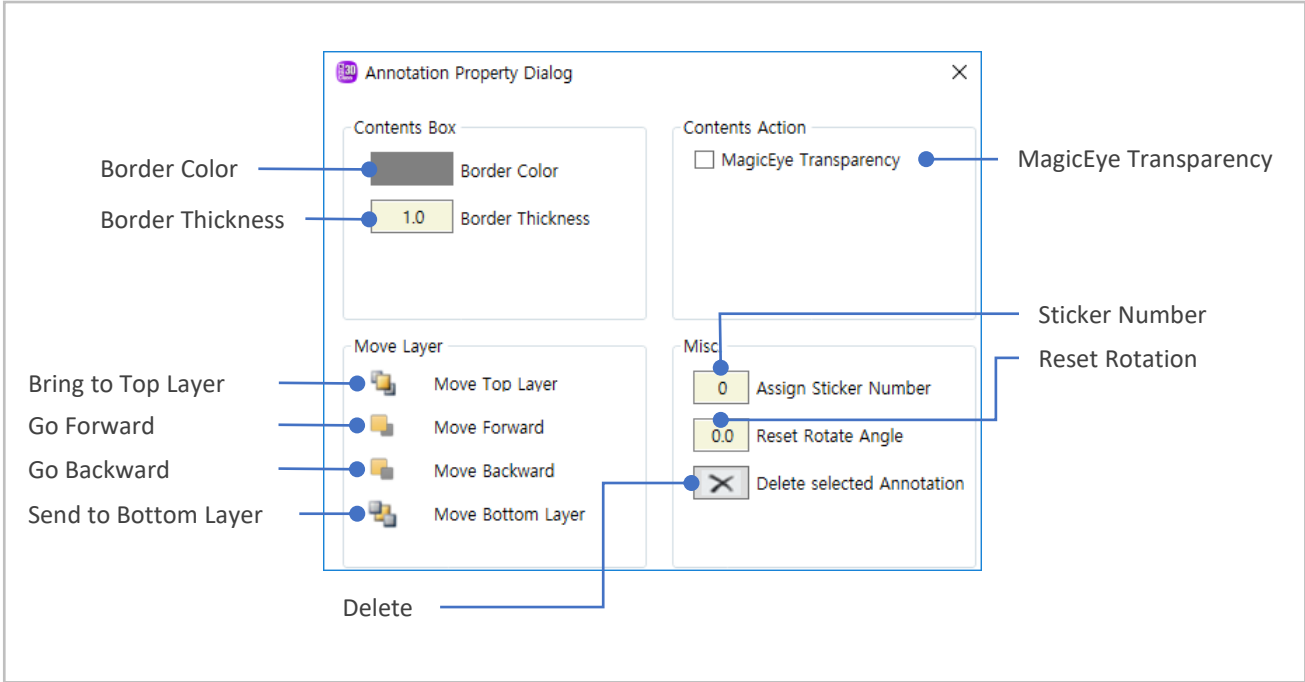 3D
Annotation Property Dialog
Contents Box
Border Color
Border Color
Border Thickness
1.0
Border Thickness
Contents Action
MagicEye Transparency
MagicEye Transparency
Move Layer
Bring to Top Layer
Move Top Layer
Go Forward
Move Forward
Go Backward
Move Backward
Send to Bottom Layer
Move Bottom Layer
Misc
Sticker Number
0 Assign Sticker Number
Reset Rotation
0.0 Reset Rotate Angle
Delete selected Annotation
Delete